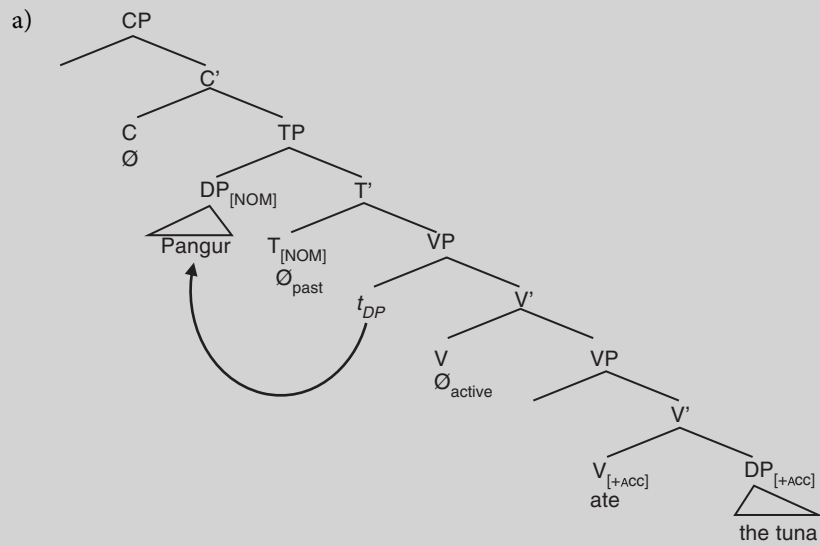 a)
CP
C'
C
TP
Ø
DP[NOM]
T'
Pangur
T[NOM]
VP
Øpast
tDP
V'
V
VP
Øactive
V'
V[+ACC]
DP[+ACC]
ate
the tuna